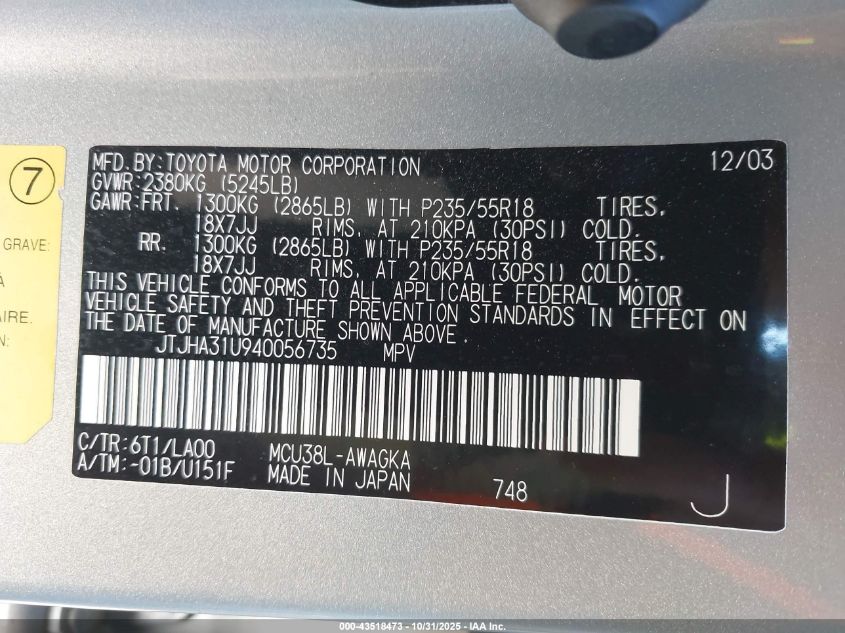 7
GRAVE:
AIRE.
MFD. BY: TOYOTA MOTOR CORPORATION 12/03
GVWR: 2380KG (5245LB)
GAWR: FRT. 1300KG (2865LB) WITH P235/55R18 TIRES,
18X7JJ RIMS, AT 210KPA (30PSI) COLD.
RR. 1300KG (2865LB) WITH P235/55R18 TIRES,
18X7JJ RIMS, AT 210KPA (30PSI) COLD.
THIS VEHICLE CONFORMS TO ALL APPLICABLE FEDERAL MOTOR
VEHICLE SAFETY AND THEFT PREVENTION STANDARDS IN EFFECT ON
THE DATE OF MANUFACTURE SHOWN ABOVE.
JTJHA31U940056735 MPV
C/TR: 6T1/LA00 MCU38L-AWAGKA
A/TM: -01B/U151F MADE IN JAPAN 748 J
000-43518473 - 10/31/2025 - IAA Inc.